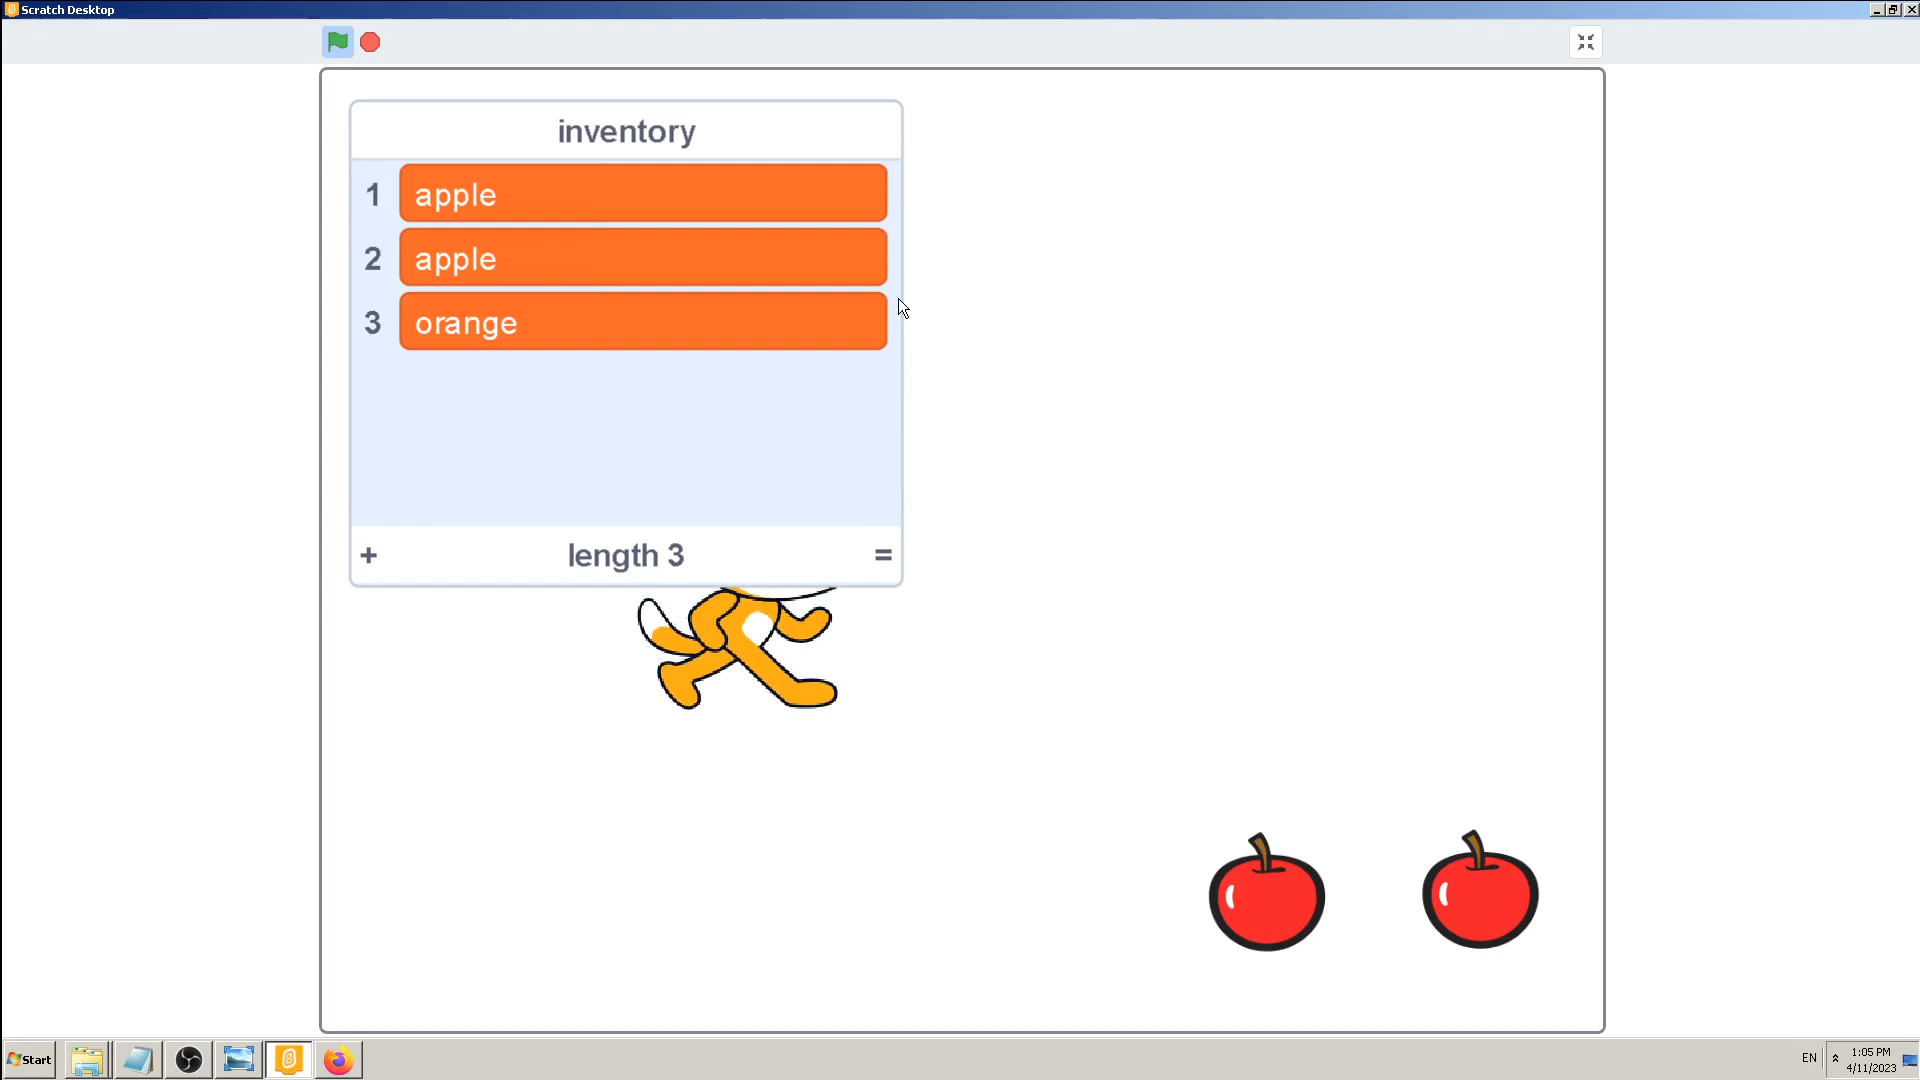 Scratch Desktop
inventory
1 apple
2 apple
3 orange
+ length 3 =
Start
EN
1:05 PM
4/11/2023